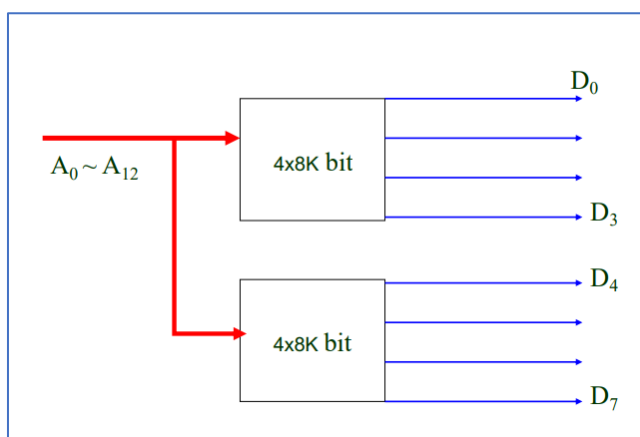 D₀
A₀ ~ A₁₂
4x8K bit
D₃
D₄
4x8K bit
D₇